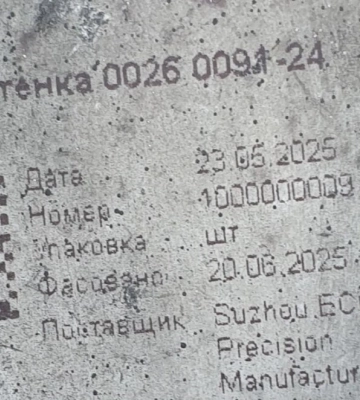 тенка 0026 0091-24
Дата 23.05.2025
Номер 1000000009
Упаковка шт
Фасовано 20.06.2025
Поставщик Suzhou EC
Precision
Manufactur